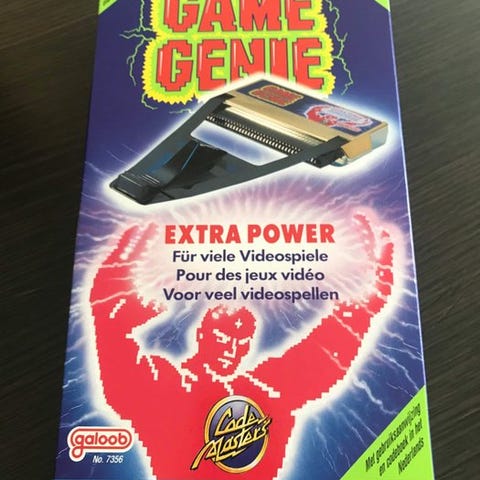 GAME
GENIE
EXTRA POWER
Für viele Videospiele
Pour des jeux vidéo
Voor veel videospellen
galoob
No. 7356
Code
Masters
Met gebruiksaanwijzing
en codeboek in het
Nederlands